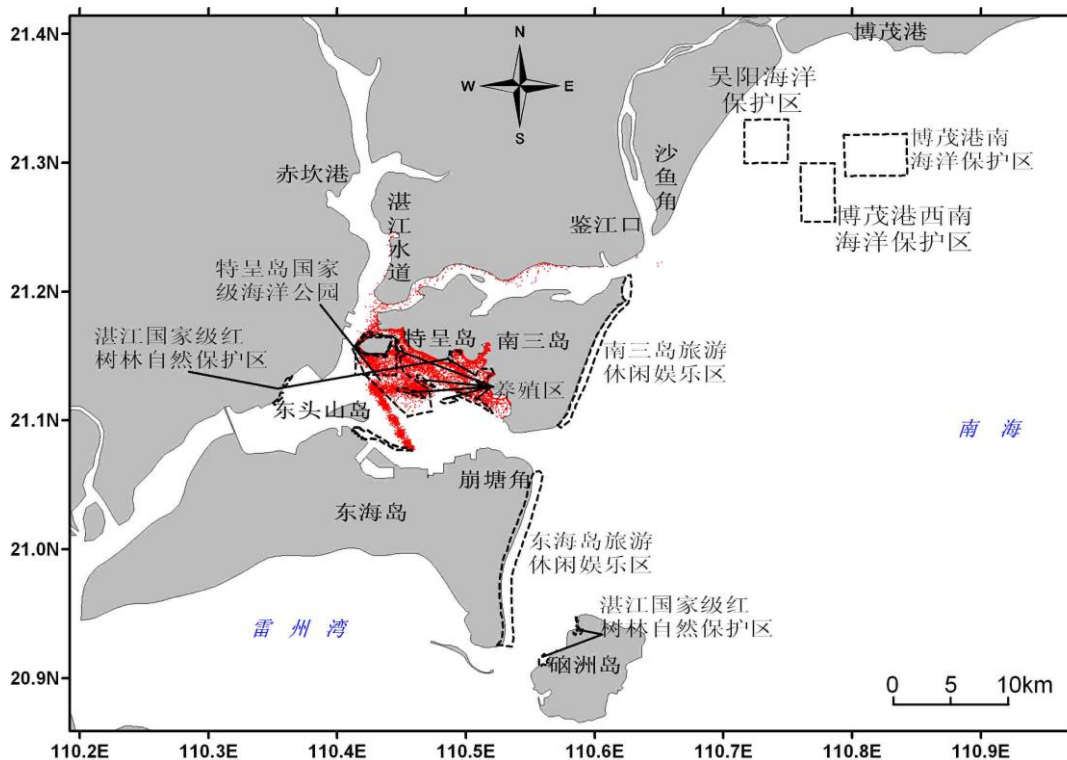 21.4N
21.3N
21.2N
21.1N
21.0N
20.9N
N
W
E
S
博茂港
吴阳海洋
保护区
博茂港南
海洋保护区
博茂港西南
海洋保护区
沙鱼角
鉴江口
赤坎港
湛江水道
特呈岛国家
级海洋公园
湛江国家级红
树林自然保护区
特呈岛
南三岛
养殖区
南三岛旅游
休闲娱乐区
东头山岛
南 海
崩塘角
东海岛
东海岛旅游
休闲娱乐区
雷 州 湾
湛江国家级红
树林自然保护区
硇洲岛
0 5 10km
110.2E 110.3E 110.4E 110.5E 110.6E 110.7E 110.8E 110.9E